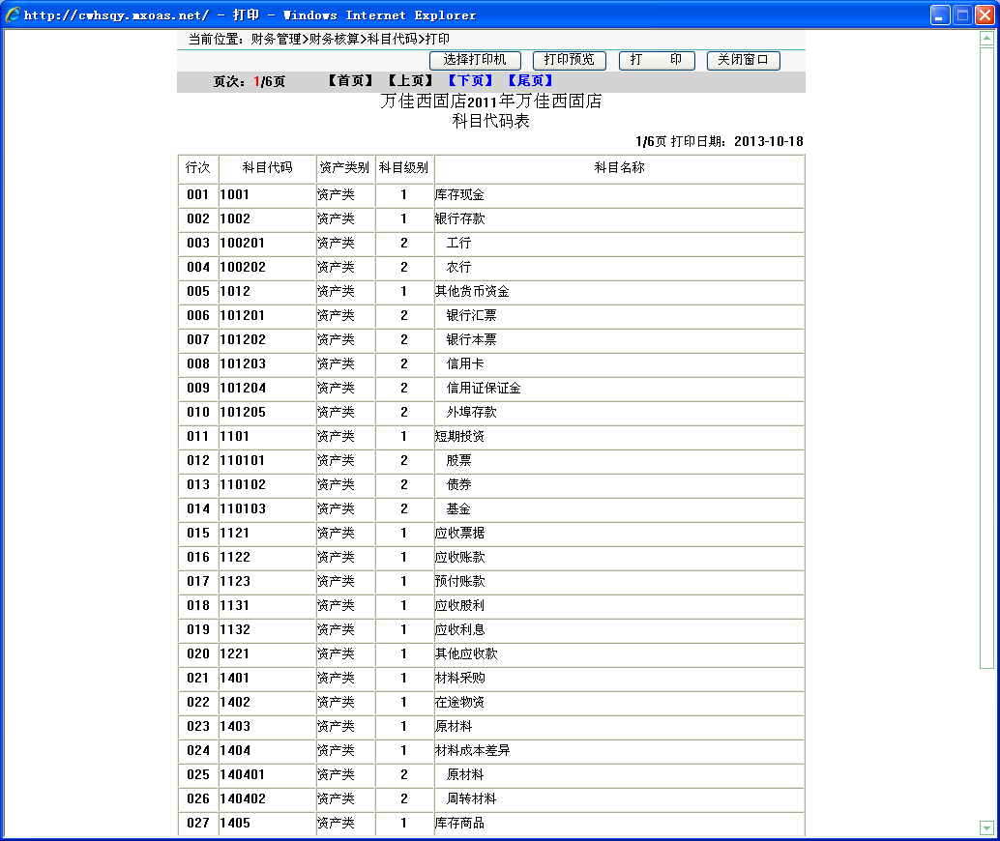 http://cwhsqy.mxoas.net/ - 打印 - Windows Internet Explorer
当前位置: 财务管理>财务核算>科目代码>打印
选择打印机 打印预览 打 印 关闭窗口
页次: 1/6页 【首页】 【上页】 【下页】 【尾页】
万佳西固店2011年万佳西固店
科目代码表
1/6页 打印日期: 2013-10-18
行次 科目代码 资产类别 科目级别 科目名称
001 1001 资产类 1 库存现金
002 1002 资产类 1 银行存款
003 100201 资产类 2 工行
004 100202 资产类 2 农行
005 1012 资产类 1 其他货币资金
006 101201 资产类 2 银行汇票
007 101202 资产类 2 银行本票
008 101203 资产类 2 信用卡
009 101204 资产类 2 信用证保证金
010 101205 资产类 2 外埠存款
011 1101 资产类 1 短期投资
012 110101 资产类 2 股票
013 110102 资产类 2 债券
014 110103 资产类 2 基金
015 1121 资产类 1 应收票据
016 1122 资产类 1 应收账款
017 1123 资产类 1 预付账款
018 1131 资产类 1 应收股利
019 1132 资产类 1 应收利息
020 1221 资产类 1 其他应收款
021 1401 资产类 1 材料采购
022 1402 资产类 1 在途物资
023 1403 资产类 1 原材料
024 1404 资产类 1 材料成本差异
025 140401 资产类 2 原材料
026 140402 资产类 2 周转材料
027 1405 资产类 1 库存商品